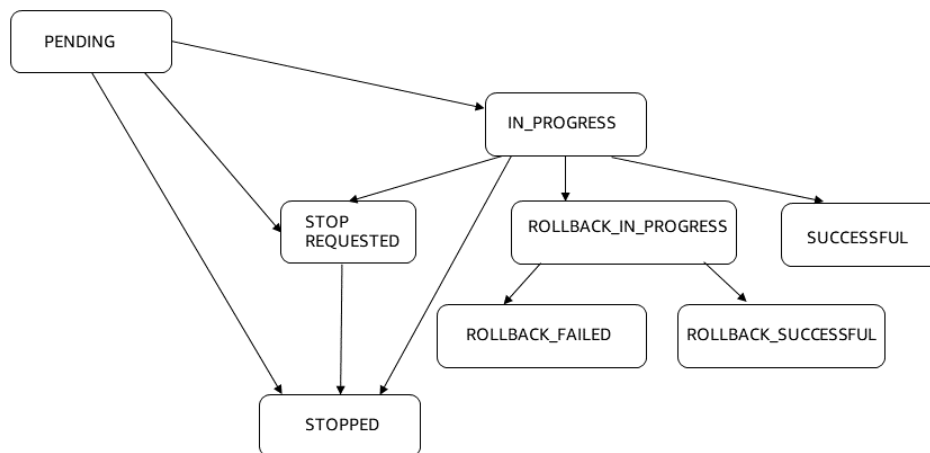 PENDING
IN_PROGRESS
STOP
REQUESTED
ROLLBACK_IN_PROGRESS
SUCCESSFUL
ROLLBACK_FAILED
ROLLBACK_SUCCESSFUL
STOPPED